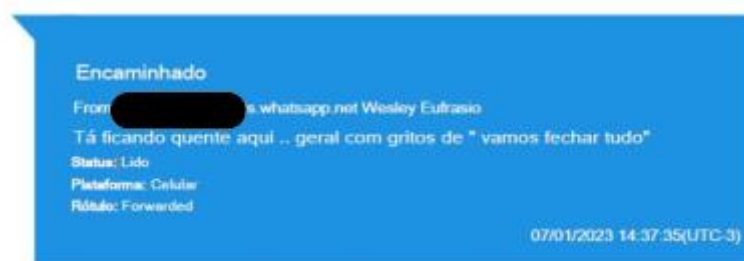 Encaminhado
From s.whatsapp.net Wesley Eufrasio
Tá ficando quente aqui .. geral com gritos de " vamos fechar tudo"
Status: Lido
Plataforma: Celular
Rótulo: Forwarded
07/01/2023 14:37:35(UTC-3)